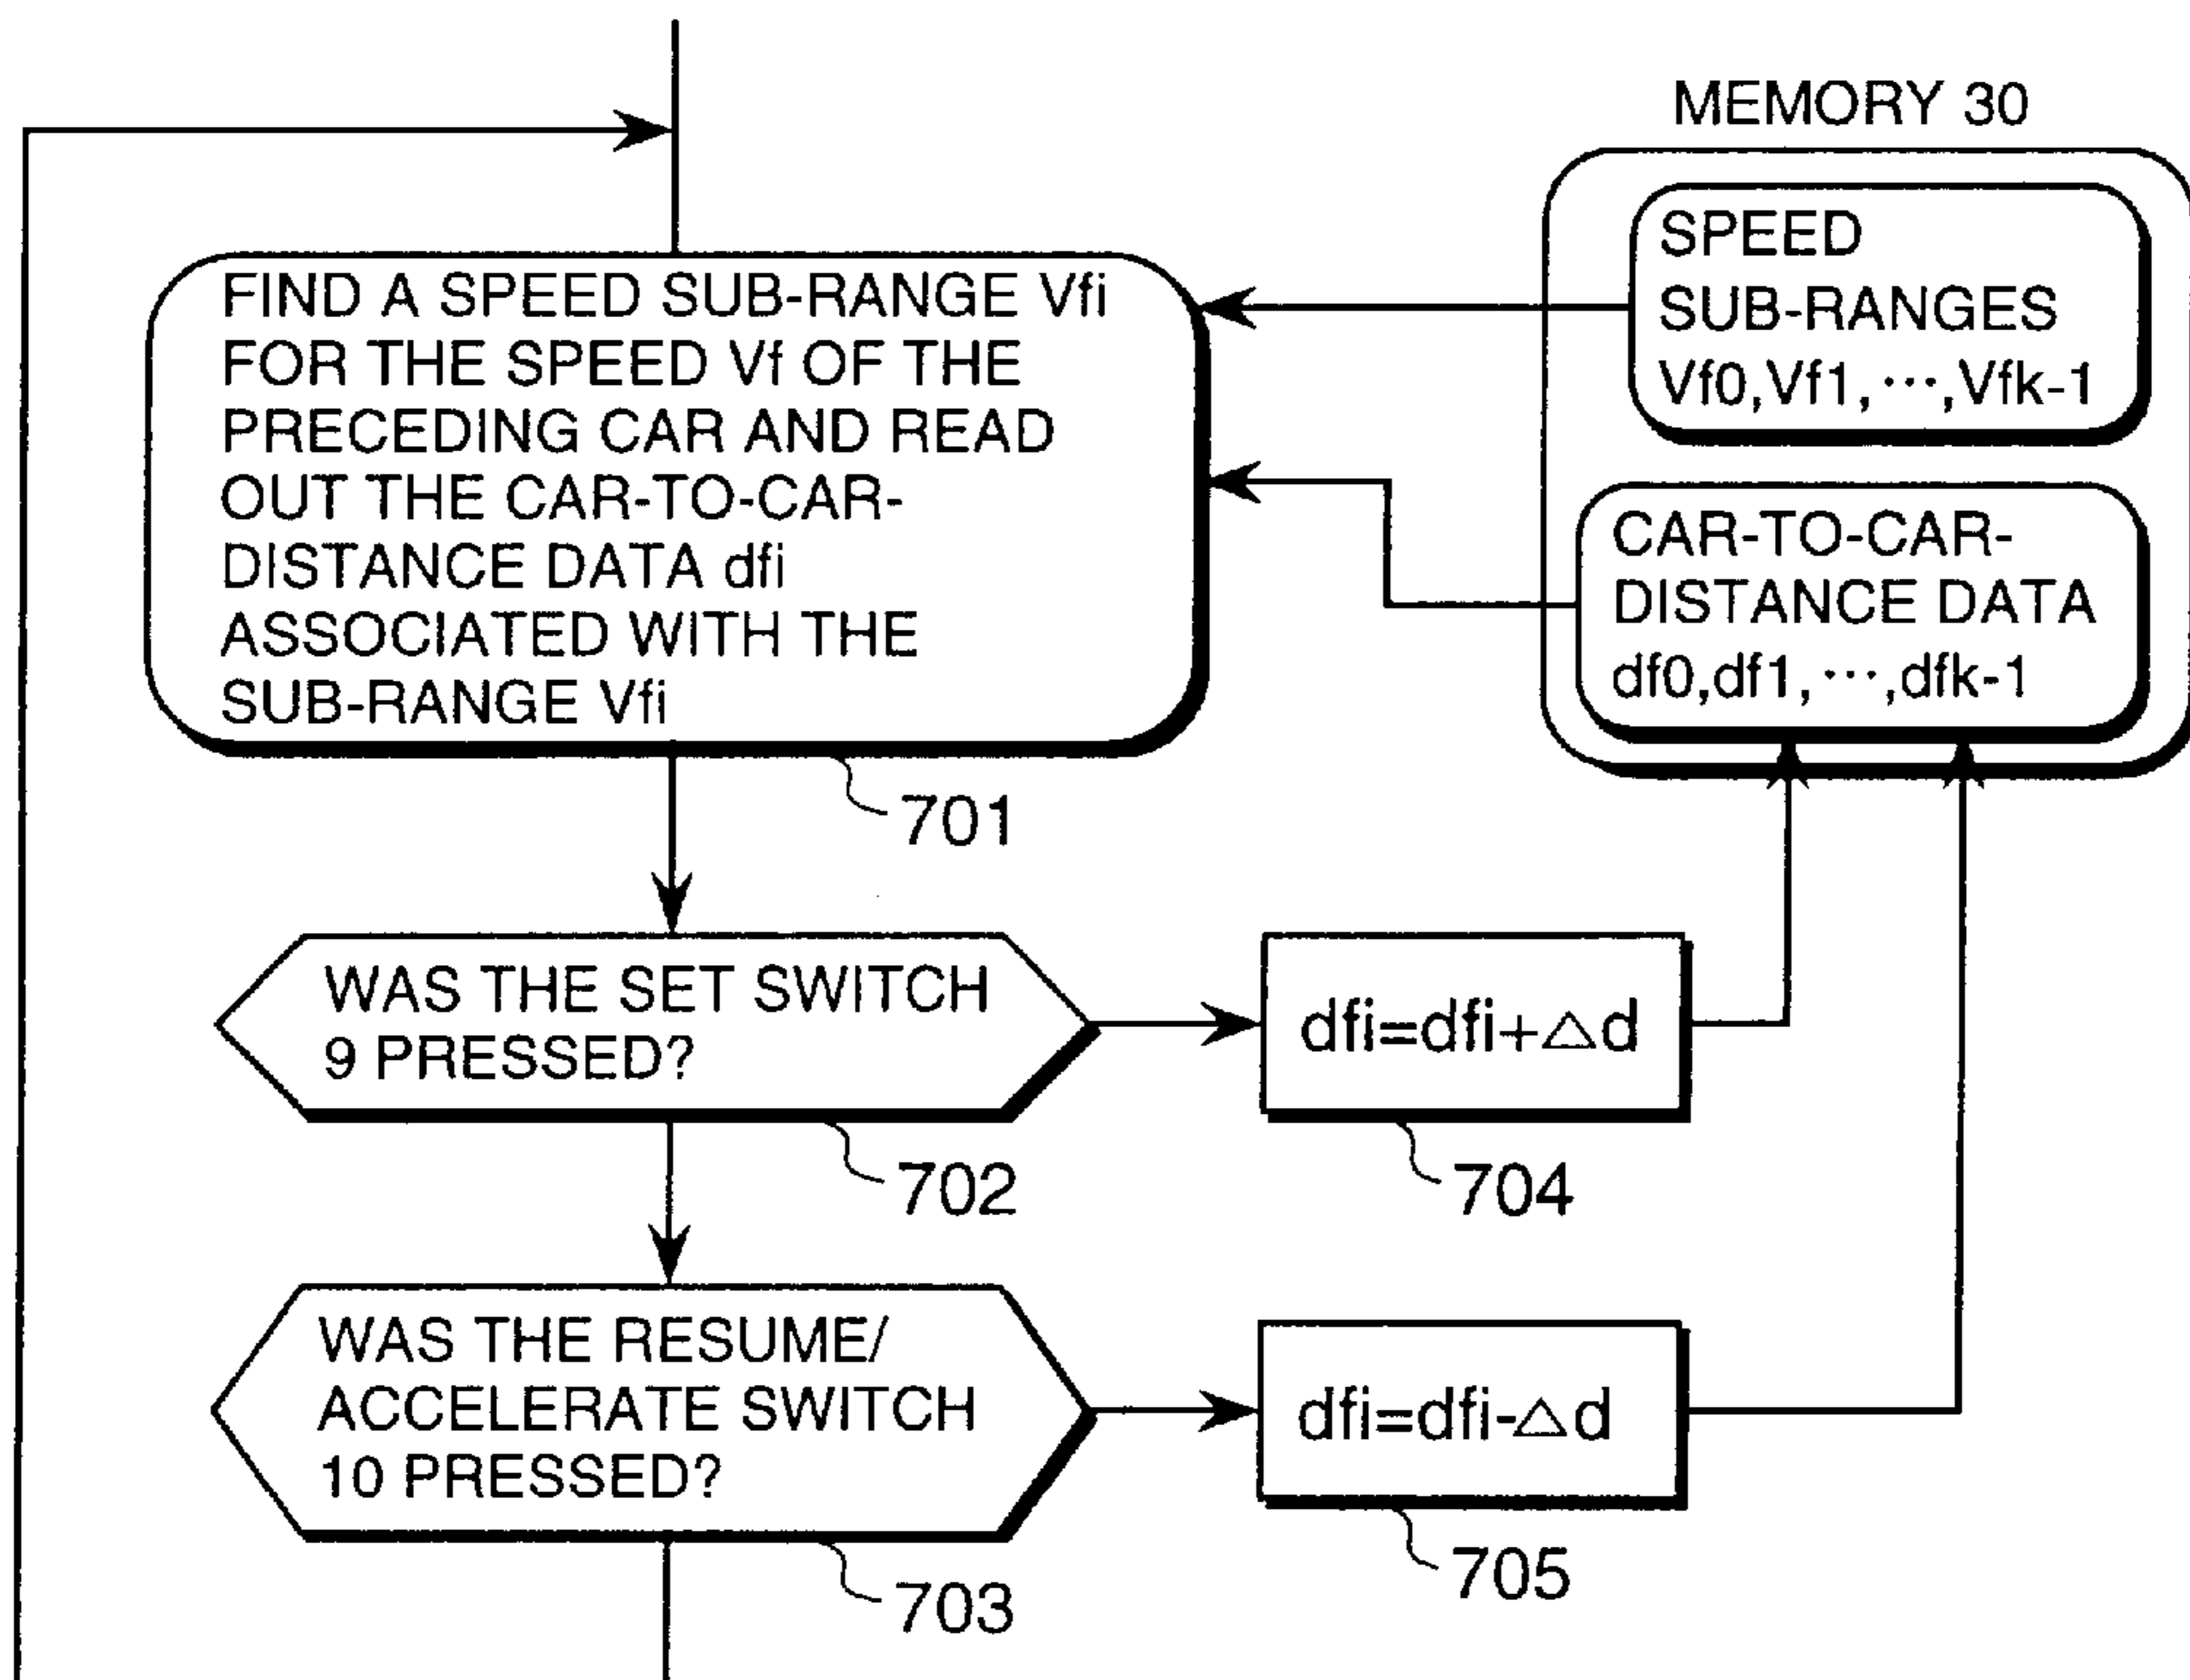 MEMORY 30
FIND A SPEED SUB-RANGE Vfi
FOR THE SPEED Vf OF THE
PRECEDING CAR AND READ
OUT THE CAR-TO-CAR-
DISTANCE DATA dfi
ASSOCIATED WITH THE
SUB-RANGE Vfi
701
SPEED
SUB-RANGES
Vf0,Vf1,···,Vfk-1
CAR-TO-CAR-
DISTANCE DATA
df0,df1,···,dfk-1
WAS THE SET SWITCH
9 PRESSED?
702
dfi=dfi+△d
704
WAS THE RESUME/
ACCELERATE SWITCH
10 PRESSED?
703
dfi=dfi-△d
705